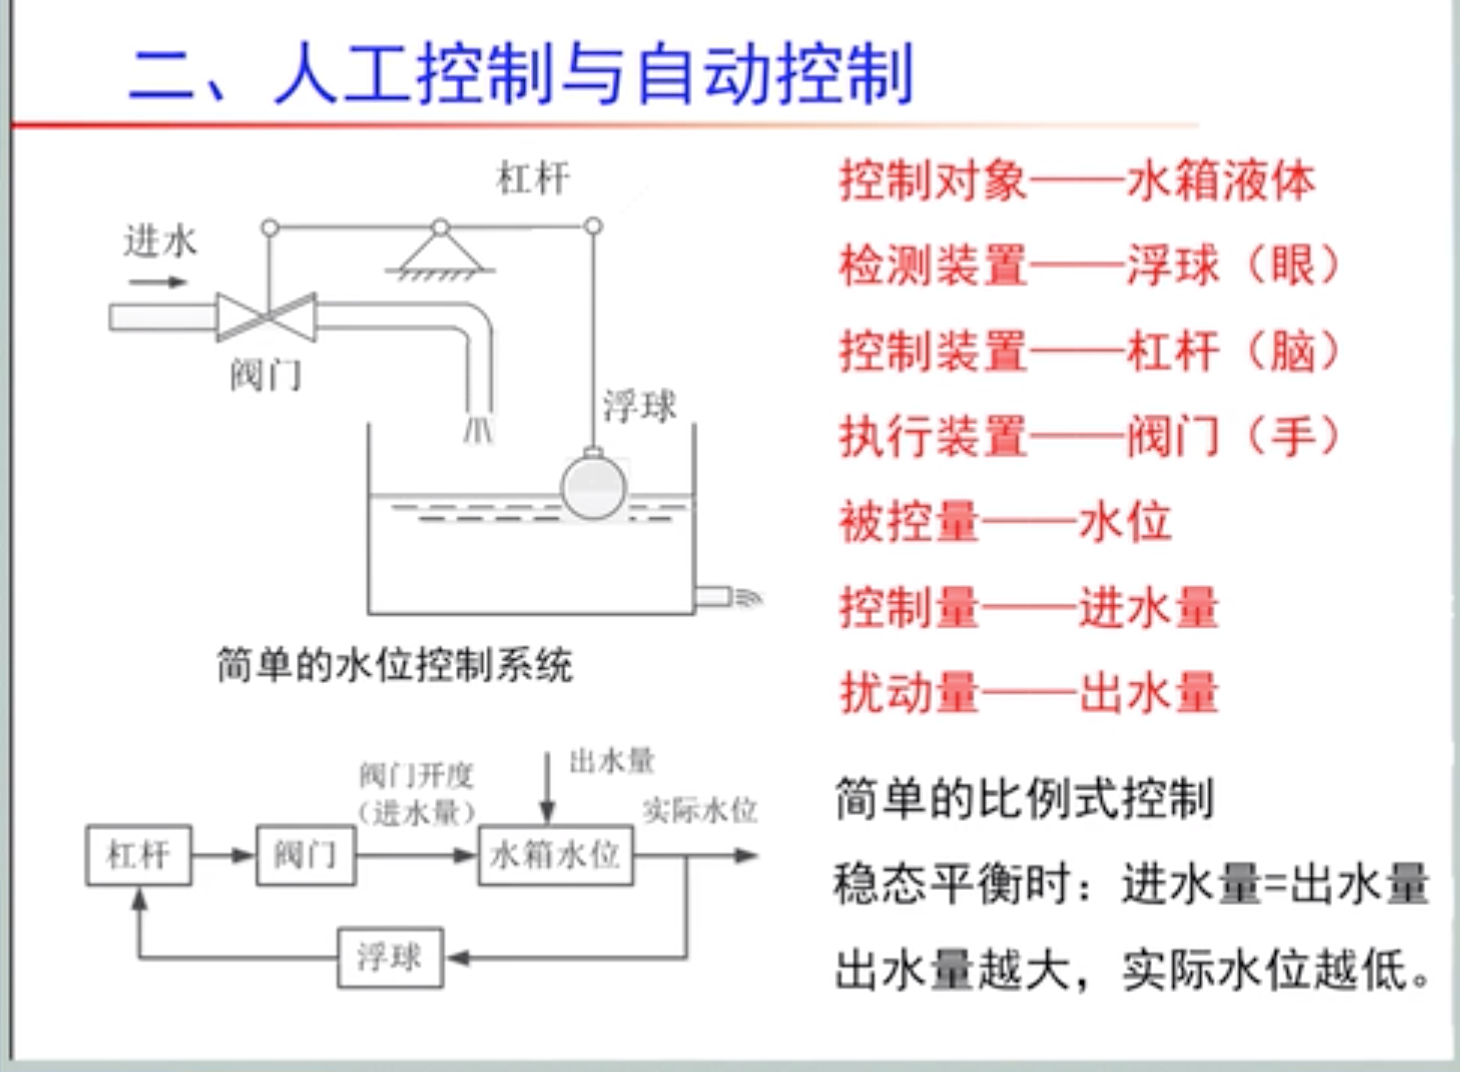 二、人工控制与自动控制
杠杆
进水
阀门
浮球
简单的水位控制系统
控制对象——水箱液体
检测装置——浮球（眼）
控制装置——杠杆（脑）
执行装置——阀门（手）
被控量——水位
控制量——进水量
扰动量——出水量
阀门开度
（进水量）
出水量
实际水位
杠杆
阀门
水箱水位
浮球
简单的比例式控制
稳态平衡时：进水量=出水量
出水量越大，实际水位越低。